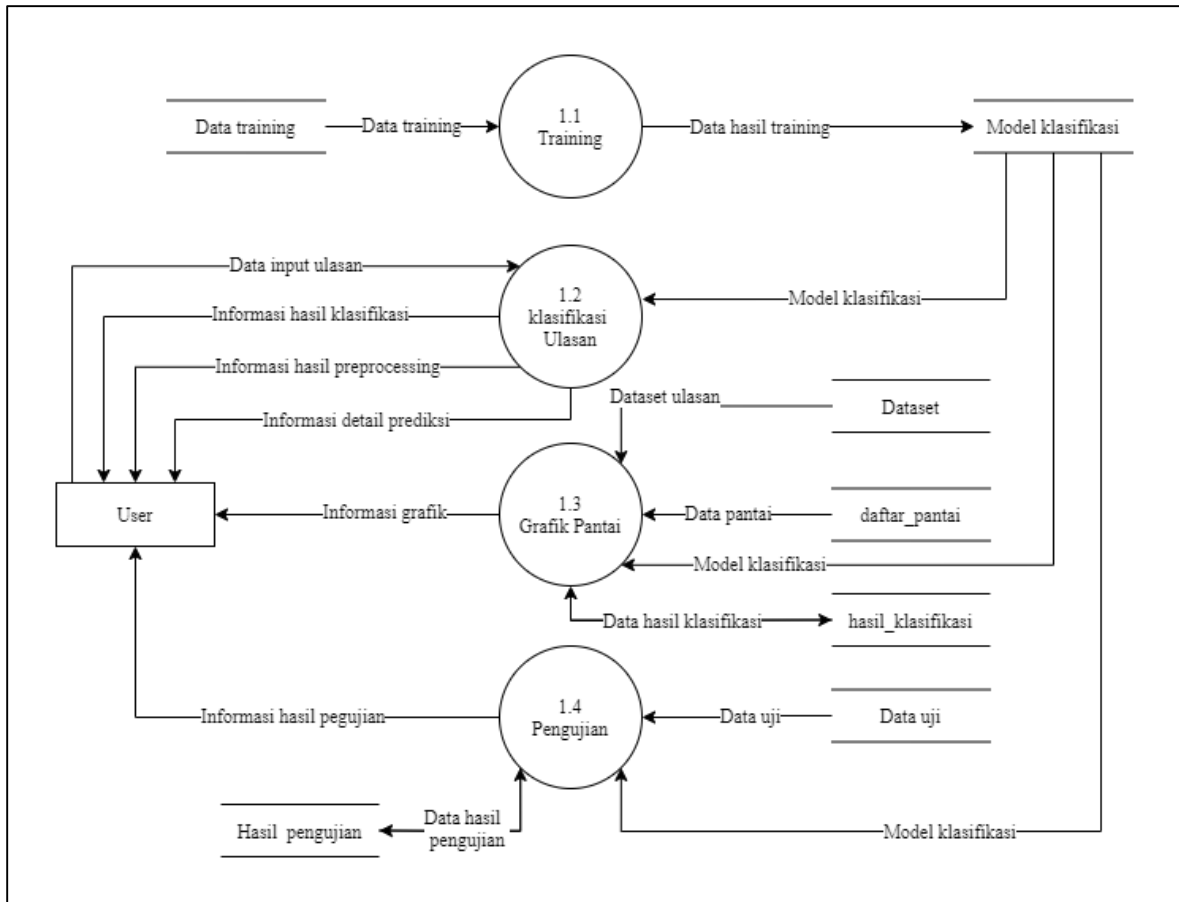 Data training
Data training
1.1
Training
Data hasil training
Model klasifikasi
Data input ulasan
1.2
klasifikasi
Ulasan
Model klasifikasi
Informasi hasil klasifikasi
Informasi hasil preprocessing
Informasi detail prediksi
Dataset ulasan
Dataset
User
Informasi grafik
1.3
Grafik Pantai
Data pantai
daftar_pantai
Model klasifikasi
Data hasil klasifikasi
hasil_klasifikasi
Informasi hasil pegujian
1.4
Pengujian
Data uji
Data uji
Hasil pengujian
Data hasil
pengujian
Model klasifikasi